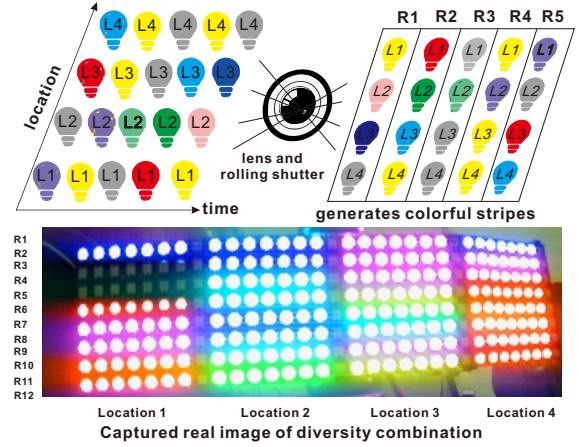 R1 R2 R3 R4 R5
L4 L4 L4 L4 L4
L3 L3 L3 L3 L3
L2 L2 L2 L2 L2
L1 L1 L1 L1 L1
location
time
lens and
rolling shutter
L1 L1 L1 L1 L1
L2 L2 L2 L2 L2
L3 L3 L3 L3 L3
L4 L4 L4 L4 L4
generates colorful stripes
R1
R2
R3
R4
R5
R6
R7
R8
R9
R10
R11
R12
Location 1 Location 2 Location 3 Location 4
Captured real image of diversity combination